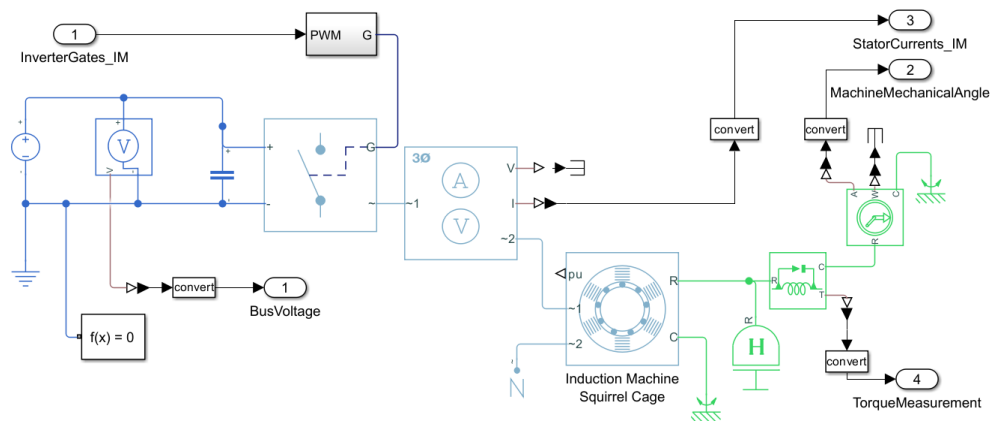 3
StatorCurrents_IM
1
InverterGates_IM
PWM
G
2
MachineMechanicalAngle
convert
convert
+
+
-
V
+
-
V
+
-
+
-
G
~
3Ø
A
V
V
I
~1
~2
A
W
C
R
convert
1
BusVoltage
f(x) = 0
pu
~1
~2
R
C
N
Induction Machine
Squirrel Cage
R
H
R
C
T
convert
4
TorqueMeasurement